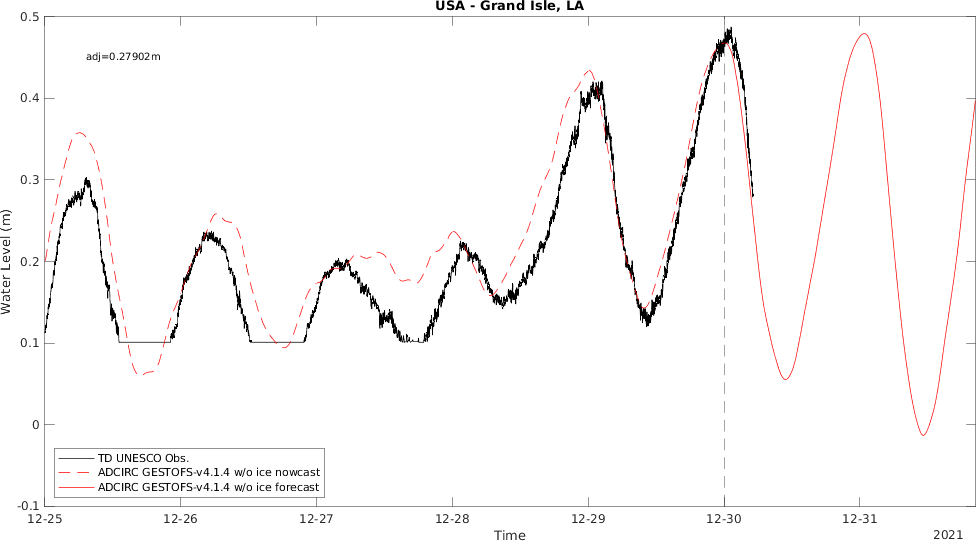 USA - Grand Isle, LA
adj=0.27902m
0.5
0.4
0.3
0.2
0.1
0
-0.1
Water Level (m)
TD UNESCO Obs.
ADCIRC GESTOFS-v4.1.4 w/o ice nowcast
ADCIRC GESTOFS-v4.1.4 w/o ice forecast
12-25 12-26 12-27 12-28 12-29 12-30 12-31
Time
2021